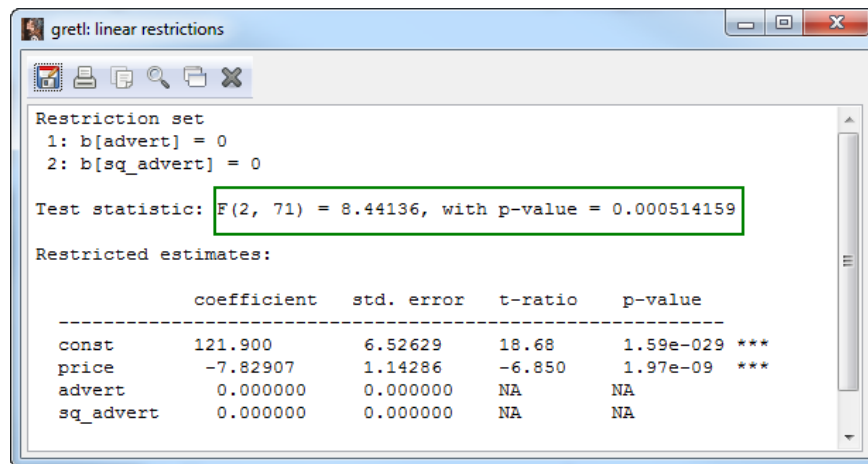 gretl: linear restrictions
Restriction set
1: b[advert] = 0
2: b[sq_advert] = 0
Test statistic: F(2, 71) = 8.44136, with p-value = 0.000514159
Restricted estimates:
coefficient std. error t-ratio p-value
--------------------------------------------------------
const 121.900 6.52629 18.68 1.59e-029 ***
price -7.82907 1.14286 -6.850 1.97e-09 ***
advert 0.000000 0.000000 NA NA
sq_advert 0.000000 0.000000 NA NA